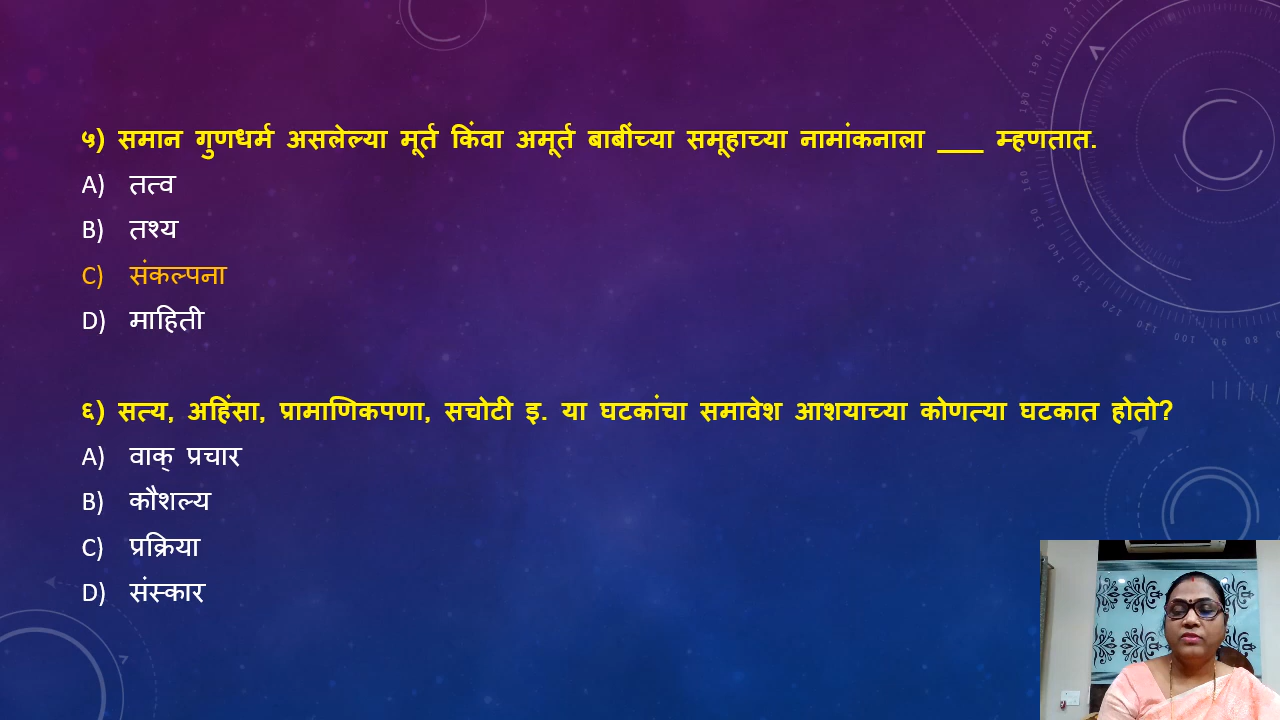 ५) समान गुणधर्म असलेल्या मूर्त किंवा अमूर्त बाबींच्या समूहाच्या नामांकनाला ____ म्हणतात.
A) तत्व
B) तश्य
C) संकल्पना
D) माहिती
६) सत्य, अहिंसा, प्रामाणिकपणा, सचोटी इ. या घटकांचा समावेश आशयाच्या कोणत्या घटकात होतो?
A) वाक् प्रचार
B) कौशल्य
C) प्रक्रिया
D) संस्कार